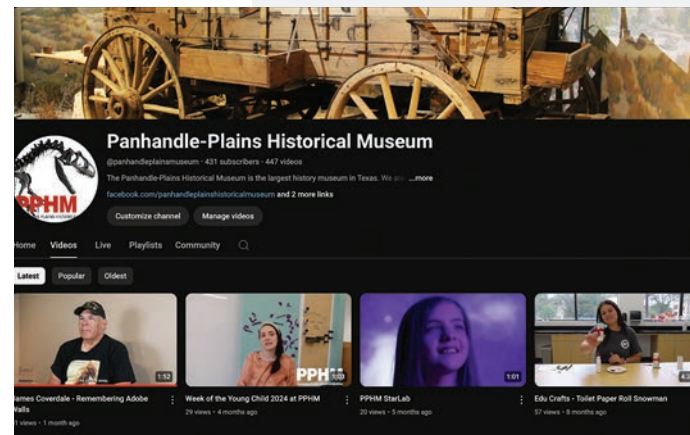 Panhandle-Plains Historical Museum
@panhandleplainsmuseum · 431 subscribers · 447 videos
The Panhandle-Plains Historical Museum is the largest history museum in Texas. We are ...more
facebook.com/panhandleplainshistoricalmuseum and 2 more links
PPHM
Customize channel Manage videos
Home Videos Live Playlists Community
Latest Popular Oldest
1:52
PPHM
1:01
James Coverdale - Remembering Adobe Walls
Week of the Young Child 2024 at PPHM
PPHM StarLab
Edu Crafts - Toilet Paper Roll Snowman
1 month ago
29 views · 4 months ago
20 views · 5 months ago
57 views · 8 months ago